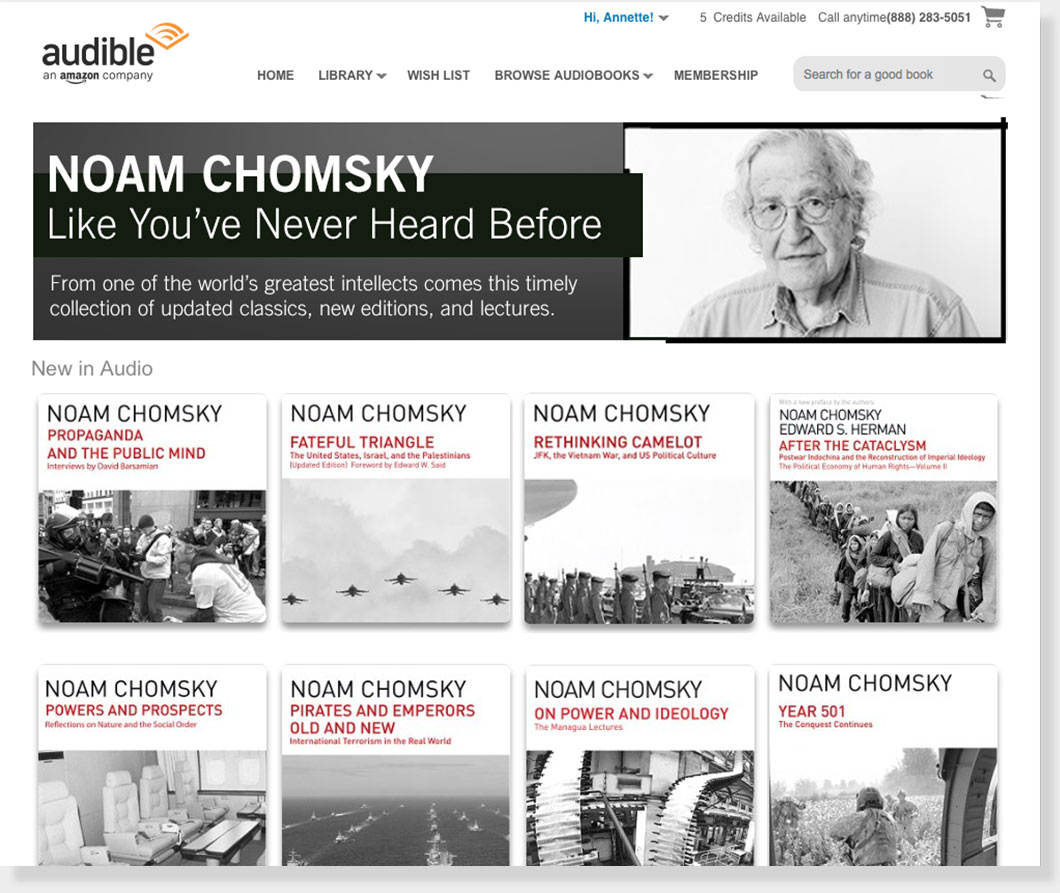 Hi, Annette! 5 Credits Available Call anytime(888) 283-5051
audible
an amazon company
HOME LIBRARY WISH LIST BROWSE AUDIOBOOKS MEMBERSHIP Search for a good book
NOAM CHOMSKY
Like You've Never Heard Before
From one of the world's greatest intellects comes this timely
collection of updated classics, new editions, and lectures.
New in Audio
NOAM CHOMSKY
PROPAGANDA
AND THE PUBLIC MIND
Interviews by David Barsamian
NOAM CHOMSKY
FATEFUL TRIANGLE
The United States, Israel, and the Palestinians
(Updated Edition) Foreword by Edward W. Said
NOAM CHOMSKY
RETHINKING CAMELOT
JFK, the Vietnam War, and US Political Culture
With a new preface by the authors
NOAM CHOMSKY
EDWARD S. HERMAN
AFTER THE CATACLYSM
Postwar Indochina and the Reconstruction of Imperial Ideology
The Political Economy of Human Rights—Volume II
NOAM CHOMSKY
POWERS AND PROSPECTS
Reflections on Nature and the Social Order
NOAM CHOMSKY
PIRATES AND EMPERORS
OLD AND NEW
International Terrorism in the Real World
NOAM CHOMSKY
ON POWER AND IDEOLOGY
The Managua Lectures
NOAM CHOMSKY
YEAR 501
The Conquest Continues